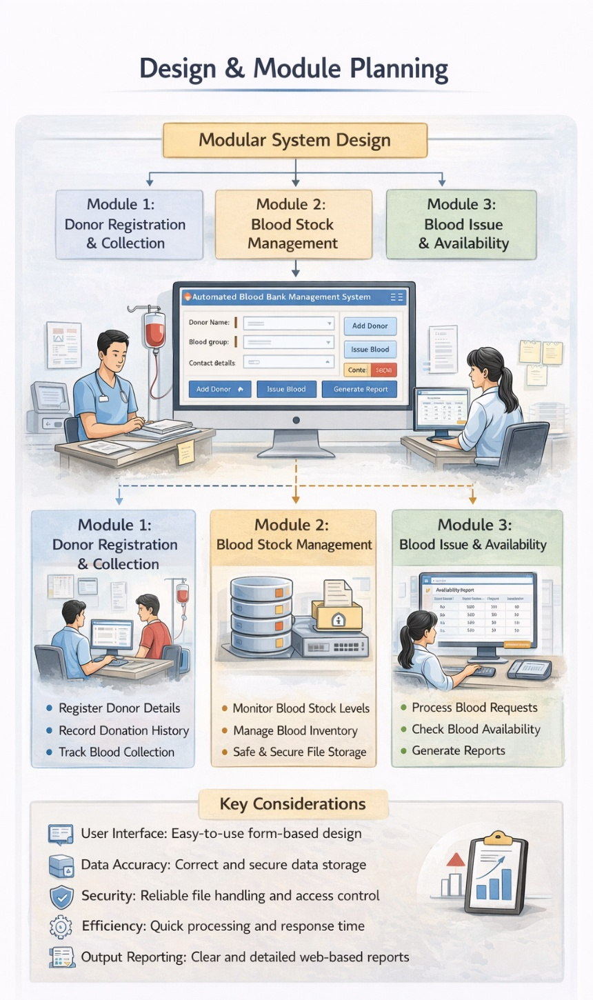 Design & Module Planning
Modular System Design
Module 1:
Donor Registration
& Collection
Module 2:
Blood Stock
Management
Module 3:
Blood Issue
& Availability
Automated Blood Bank Management System
Donor Name:
Blood group:
Contact details
Add Donor
Issue Blood
Conte:
Add Donor
Issue Blood
Generate Report
Module 1:
Donor Registration
& Collection
Module 2:
Blood Stock Management
Module 3:
Blood Issue & Availability
Availability Report
Register Donor Details
Record Donation History
Track Blood Collection
Monitor Blood Stock Levels
Manage Blood Inventory
Safe & Secure File Storage
Process Blood Requests
Check Blood Availability
Generate Reports
Key Considerations
User Interface: Easy-to-use form-based design
Data Accuracy: Correct and secure data storage
Security: Reliable file handling and access control
Efficiency: Quick processing and response time
Output Reporting: Clear and detailed web-based reports